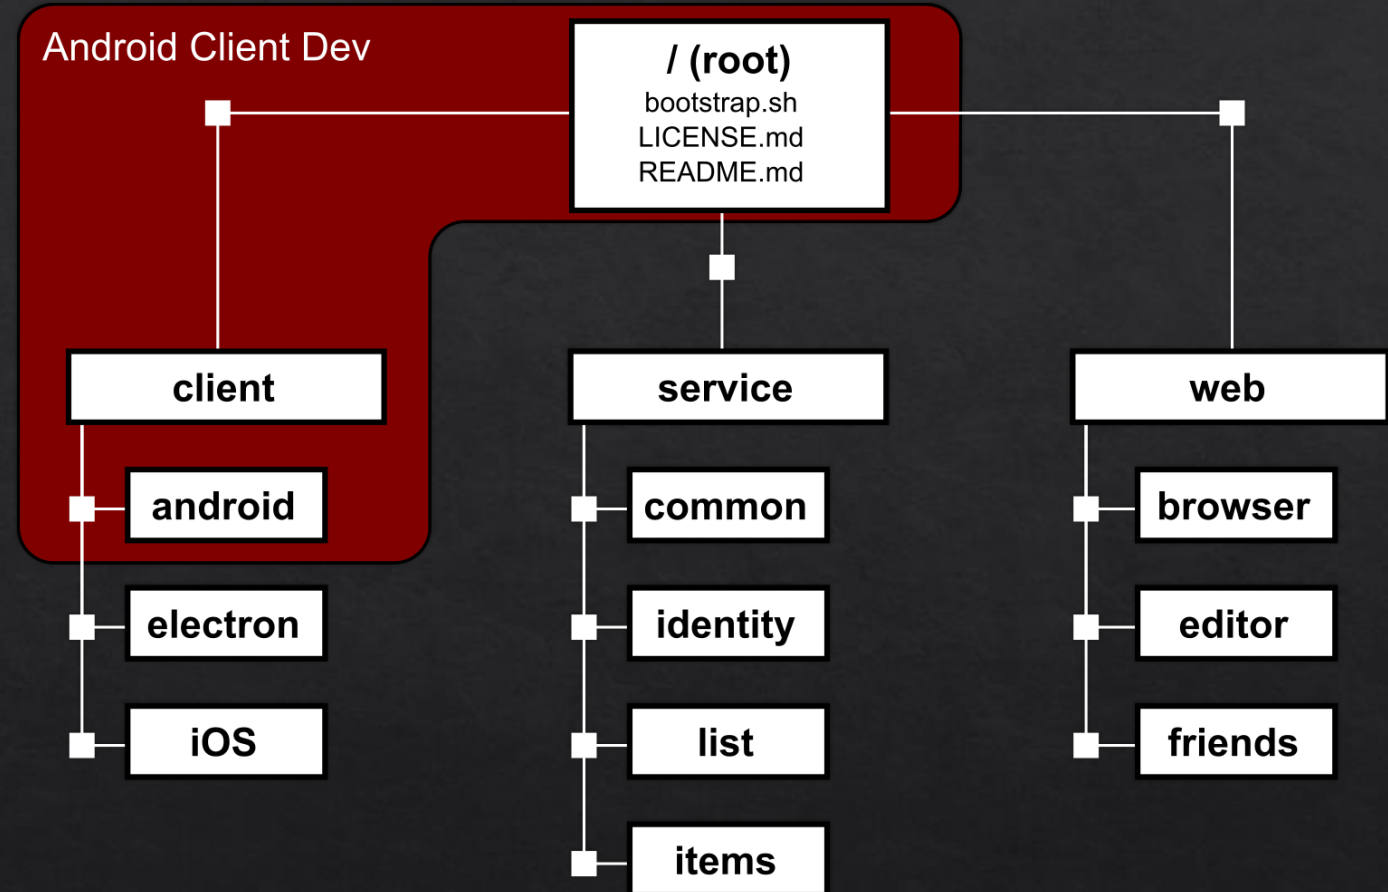 Android Client Dev
/ (root)
bootstrap.sh
LICENSE.md
README.md
client
android
electron
iOS
service
common
identity
list
items
web
browser
editor
friends